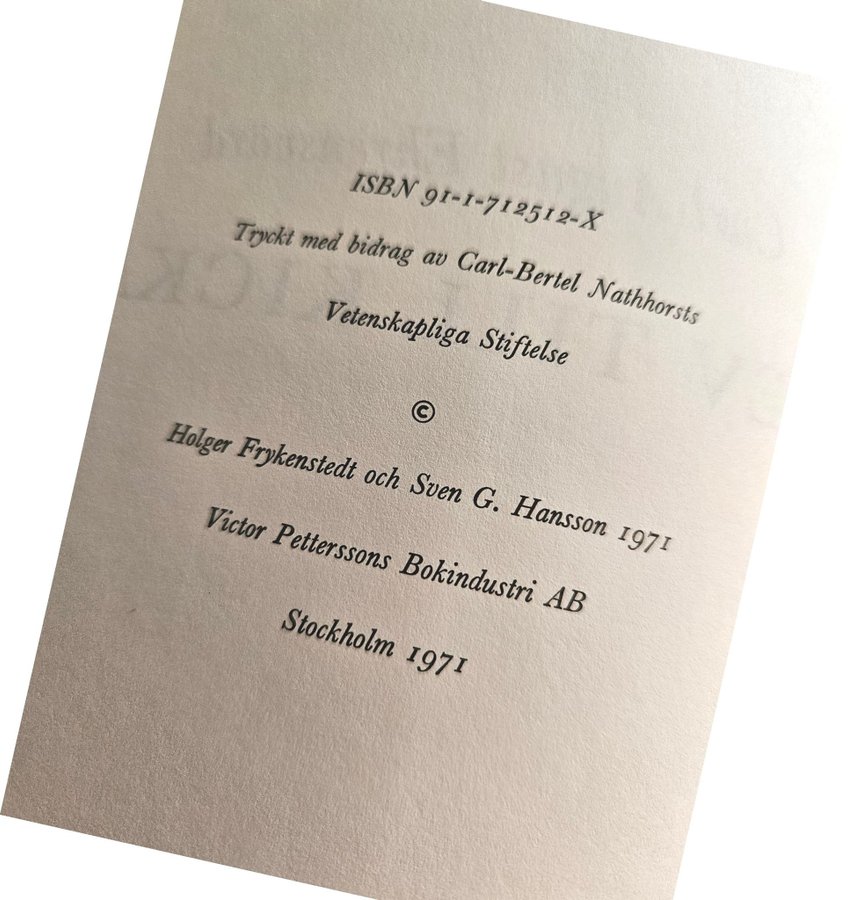 ISBN 91-1-712512-X
Tryckt med bidrag av Carl-Bertel Nathhorsts
Vetenskapliga Stiftelse
©
Holger Frykenstedt och Sven G. Hansson 1971
Victor Petterssons Bokindustri AB
Stockholm 1971